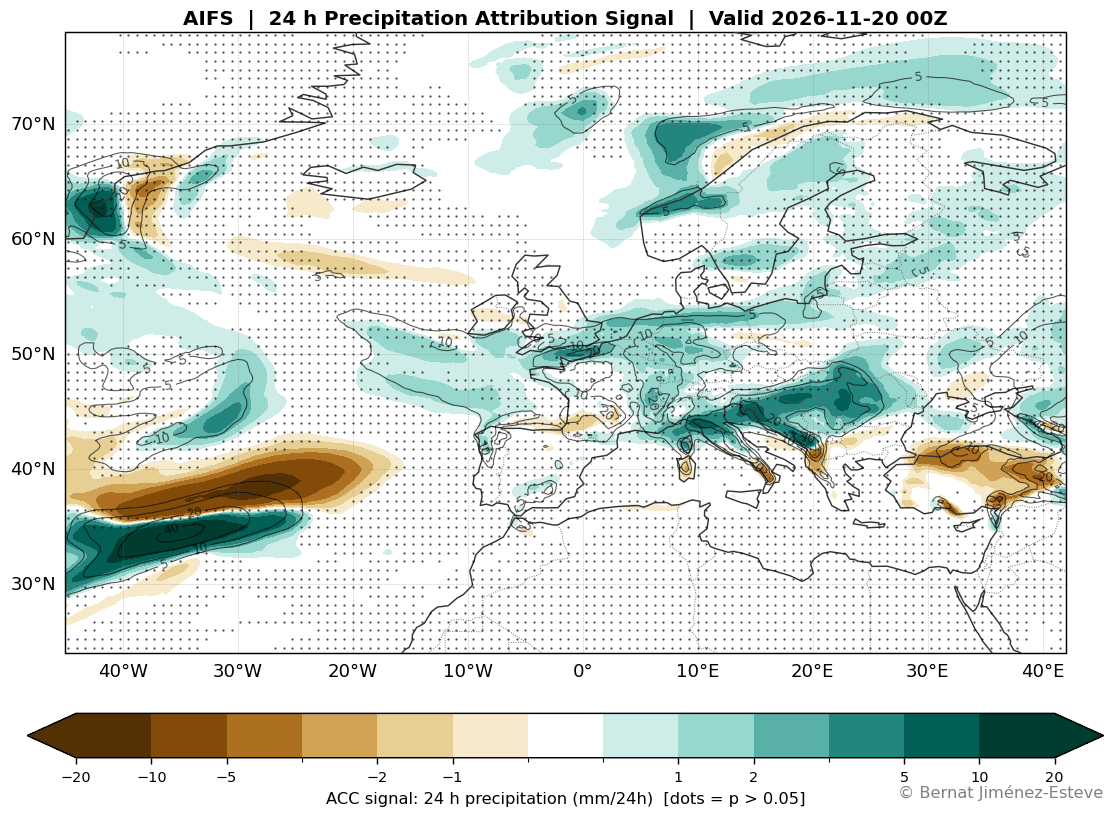 AIFS | 24 h Precipitation Attribution Signal | Valid 2026-11-20 00Z
70°N
60°N
50°N
40°N
30°N
40°W 30°W 20°W 10°W 0° 10°E 20°E 30°E 40°E
−20 −10 −5 −2 −1 1 2 5 10 20
ACC signal: 24 h precipitation (mm/24h) [dots = p > 0.05]
© Bernat Jiménez-Esteve